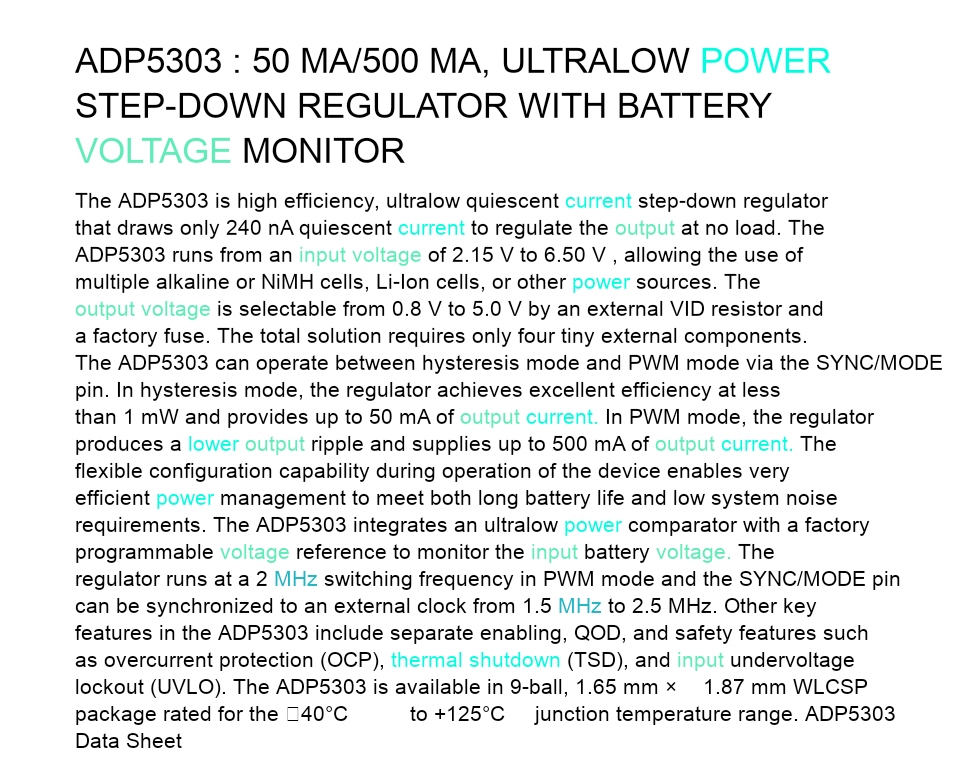 ADP5303 : 50 MA/500 MA, ULTRALOW POWER
STEP-DOWN REGULATOR WITH BATTERY
VOLTAGE MONITOR
The ADP5303 is high efficiency, ultralow quiescent current step-down regulator
that draws only 240 nA quiescent current to regulate the output at no load. The
ADP5303 runs from an input voltage of 2.15 V to 6.50 V , allowing the use of
multiple alkaline or NiMH cells, Li-Ion cells, or other power sources. The
output voltage is selectable from 0.8 V to 5.0 V by an external VID resistor and
a factory fuse. The total solution requires only four tiny external components.
The ADP5303 can operate between hysteresis mode and PWM mode via the SYNC/MODE
pin. In hysteresis mode, the regulator achieves excellent efficiency at less
than 1 mW and provides up to 50 mA of output current. In PWM mode, the regulator
produces a lower output ripple and supplies up to 500 mA of output current. The
flexible configuration capability during operation of the device enables very
efficient power management to meet both long battery life and low system noise
requirements. The ADP5303 integrates an ultralow power comparator with a factory
programmable voltage reference to monitor the input battery voltage. The
regulator runs at a 2 MHz switching frequency in PWM mode and the SYNC/MODE pin
can be synchronized to an external clock from 1.5 MHz to 2.5 MHz. Other key
features in the ADP5303 include separate enabling, QOD, and safety features such
as overcurrent protection (OCP), thermal shutdown (TSD), and input undervoltage
lockout (UVLO). The ADP5303 is available in 9-ball, 1.65 mm × 1.87 mm WLCSP
package rated for the □40°C to +125°C junction temperature range. ADP5303
Data Sheet